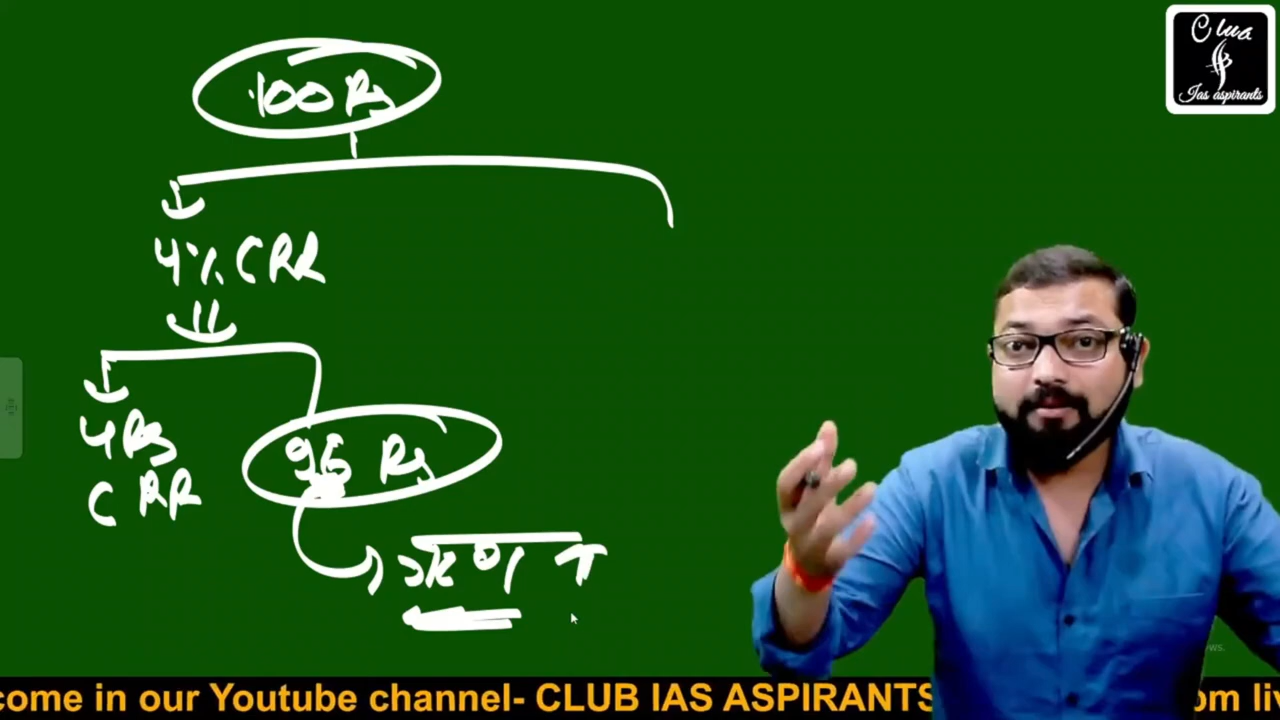 100 Rs
Club
Ias aspirants
4% CRR
4 Rs
CRR
96 Rs
come in our Youtube channel- CLUB IAS ASPIRANTS
om liv